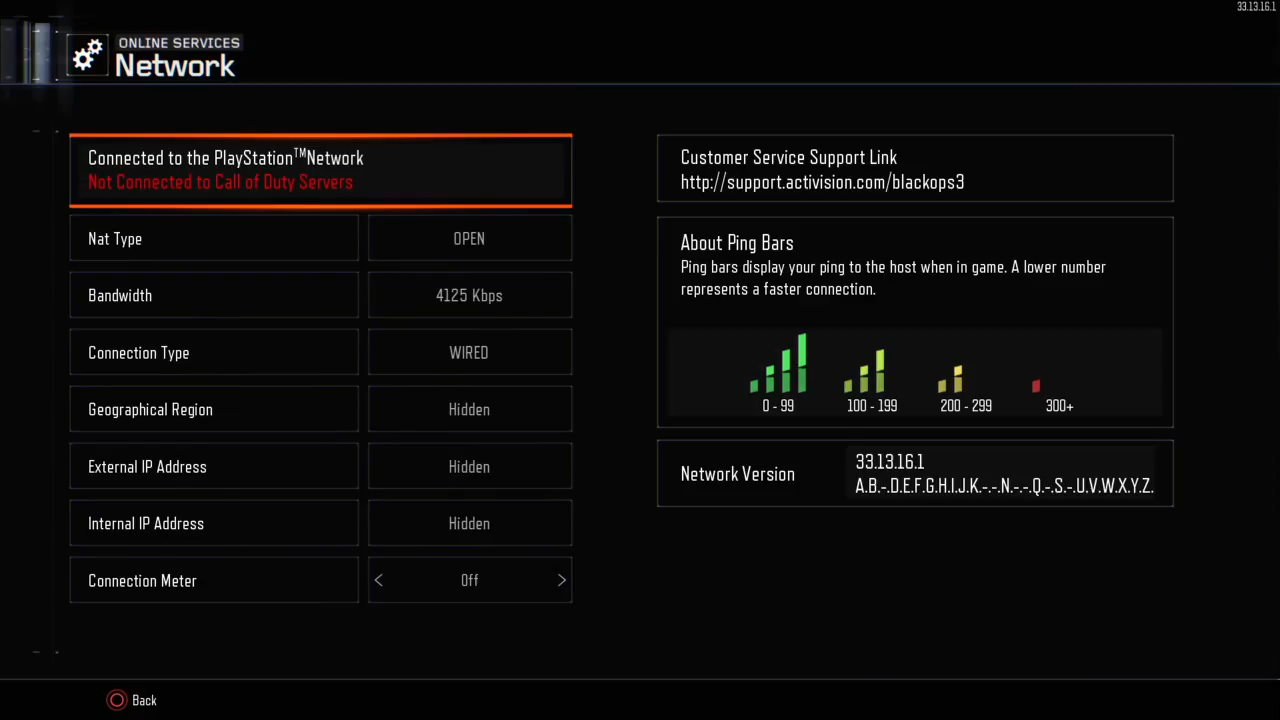 33.13.16.1
ONLINE SERVICES
Network
Connected to the PlayStation™Network
Not Connected to Call of Duty Servers
Nat Type OPEN
Bandwidth 4125 Kbps
Connection Type WIRED
Geographical Region Hidden
External IP Address Hidden
Internal IP Address Hidden
Connection Meter < Off >
Customer Service Support Link
http://support.activision.com/blackops3
About Ping Bars
Ping bars display your ping to the host when in game. A lower number
represents a faster connection.
0 - 99 100 - 199 200 - 299 300+
Network Version
33.13.16.1
A.B.-.D.E.F.G.H.I.J.K.-.-.N.-.-.Q.-.S.-.U.V.W.X.Y.Z.
Back